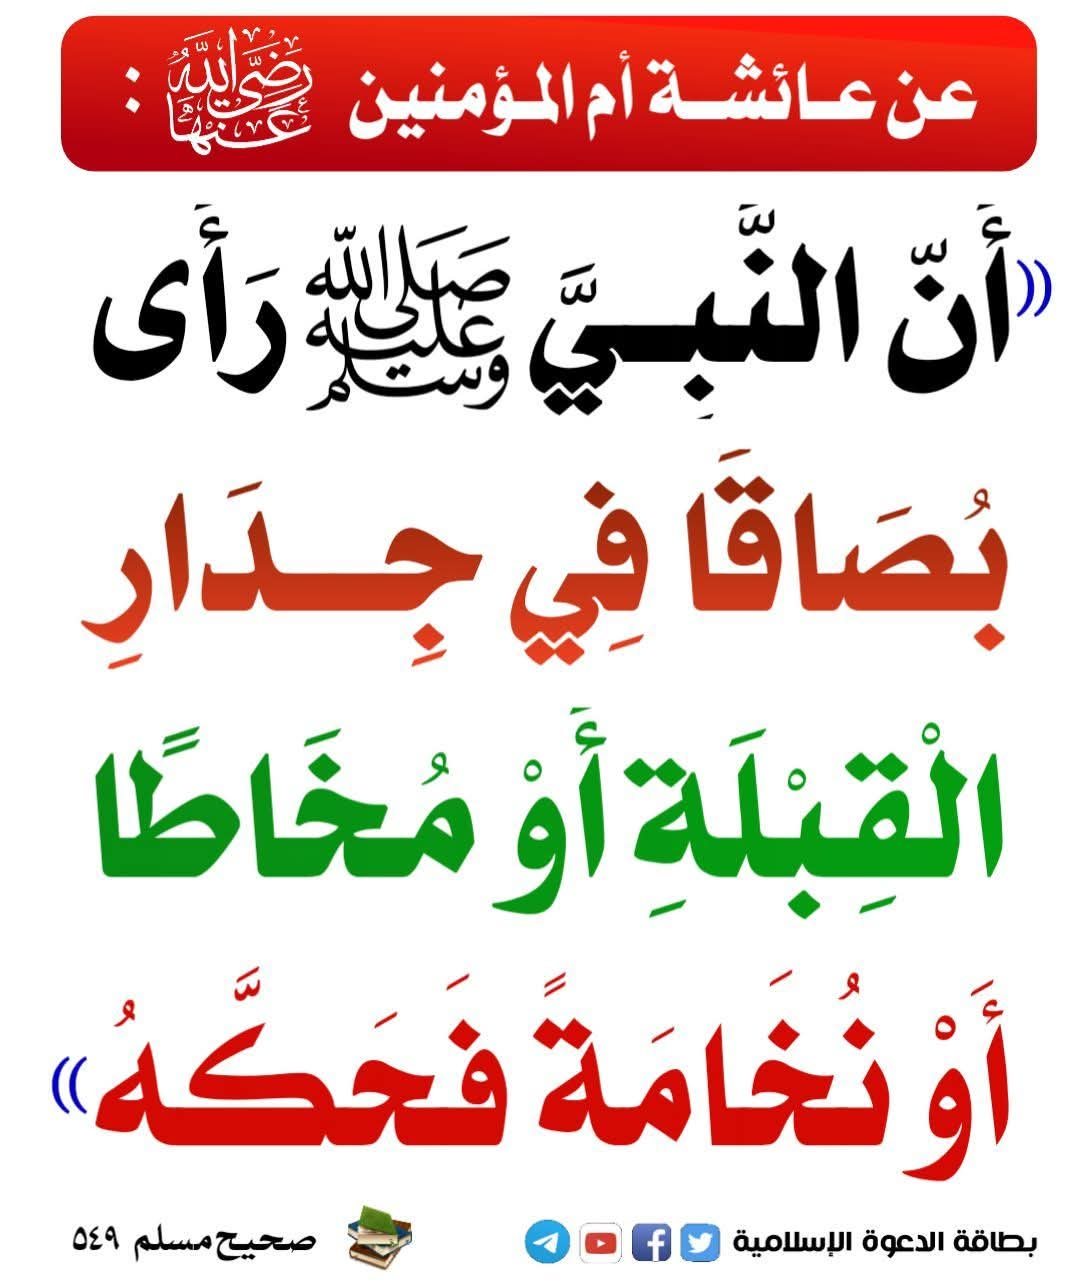 عن عائشة أم المؤمنين رضي الله عنها :
((أَنّ النَّبِيَّ صلى الله عليه وسلم رَأَى
بُصَاقًا فِي جِدَارِ
الْقِبْلَةِ أَوْ مُخَاطًا
أَوْ نُخَامَةً فَحَكَّهُ))
بطاقة الدعوة الإسلامية
صحيح مسلم ٥٤٩